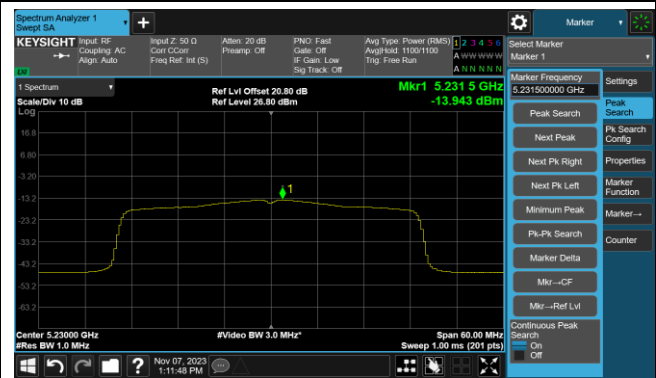 Spectrum Analyzer 1
Swept SA
Marker
KEYSIGHT
Input: RF
Coupling: AC
Align: Auto
Input Z: 50 Ω
Corr CCorr
Freq Ref: Int (S)
Atten: 20 dB
Preamp: Off
PNO: Fast
Gate: Off
IF Gain: Low
Sig Track: Off
Avg Type: Power (RMS)
Avg|Hold: 1100/1100
Trig: Free Run
1 2 3 4 5 6
A W W W W W
A N N N N N
Select Marker
Marker 1
1 Spectrum
Scale/Div 10 dB
Log
Ref Lvl Offset 20.80 dB
Ref Level 26.80 dBm
Mkr1 5.231 5 GHz
-13.943 dBm
16.8
6.80
-3.20
-13.2
-23.2
-33.2
-43.2
-53.2
-63.2
1
Center 5.23000 GHz
#Res BW 1.0 MHz
#Video BW 3.0 MHz*
Span 60.00 MHz
Sweep 1.00 ms (201 pts)
Marker Frequency
5.231500000 GHz
Peak Search
Next Peak
Next Pk Right
Next Pk Left
Minimum Peak
Pk-Pk Search
Marker Delta
Mkr→CF
Mkr→Ref Lvl
Continuous Peak
Search
On
Off
Settings
Peak
Search
Pk Search
Config
Properties
Marker
Function
Marker→
Counter
?
Nov 07, 2023
1:11:48 PM